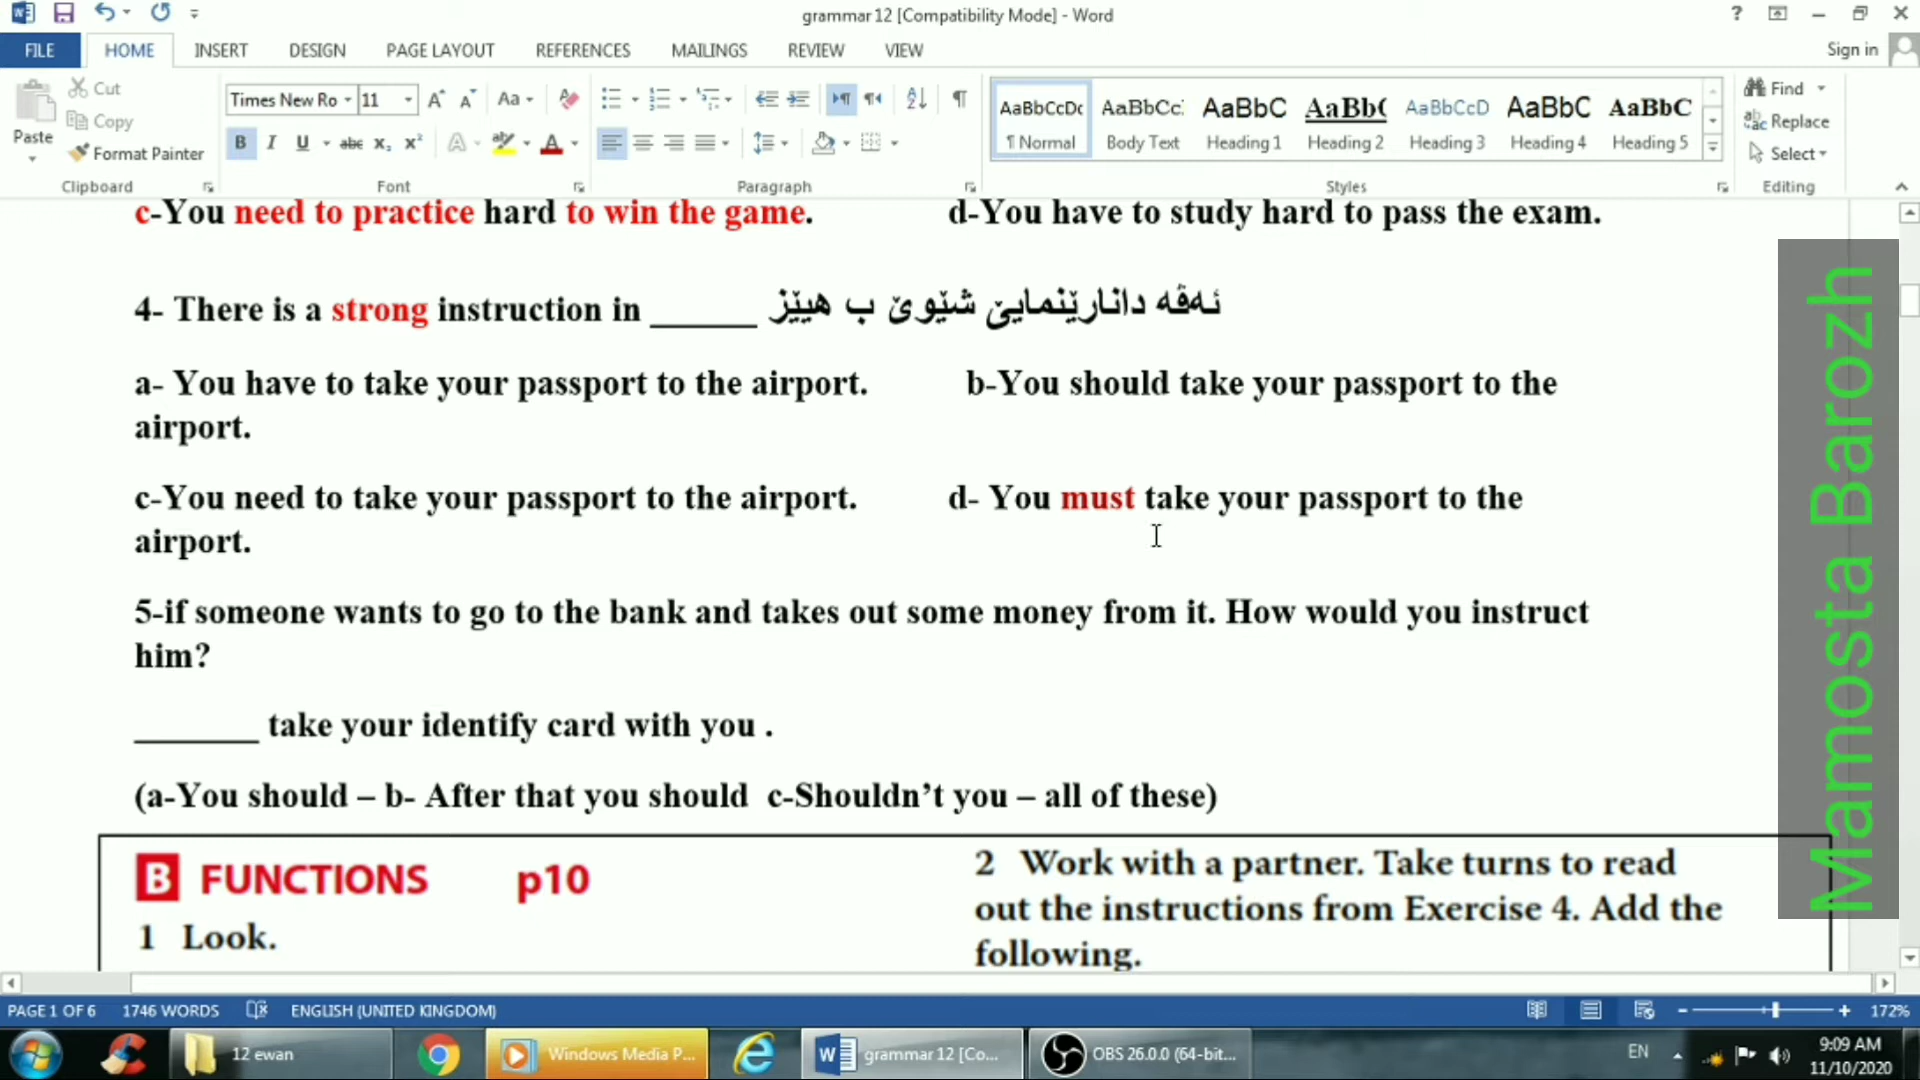 grammar 12 [Compatibility Mode] - Word
FILE HOME INSERT DESIGN PAGE LAYOUT REFERENCES MAILINGS REVIEW VIEW Sign in
Cut
Copy
Format Painter
Paste
Times New Ro 11
Find
Replace
Select
AaBbCcDc AaBbCc AaBbC AaBb( AaBbCcD AaBbC AaBbC
¶ Normal Body Text Heading 1 Heading 2 Heading 3 Heading 4 Heading 5
Clipboard Font Paragraph Styles Editing
c-You need to practice hard to win the game. d-You have to study hard to pass the exam.
4- There is a strong instruction in ______ ئەڤە دانارێنمایێ شێوێ ب هیێز
a- You have to take your passport to the airport. b-You should take your passport to the
airport.
c-You need to take your passport to the airport. d- You must take your passport to the
airport.
5-if someone wants to go to the bank and takes out some money from it. How would you instruct
him?
_______ take your identify card with you .
(a-You should – b- After that you should c-Shouldn’t you – all of these)
B FUNCTIONS p10
1 Look.
2 Work with a partner. Take turns to read
out the instructions from Exercise 4. Add the
following.
Mamosta Barozh
PAGE 1 OF 6 1746 WORDS ENGLISH (UNITED KINGDOM) 172%
12 ewan Windows Media P... grammar 12 [Co... OBS 26.0.0 (64-bit... EN 9:09 AM
11/10/2020